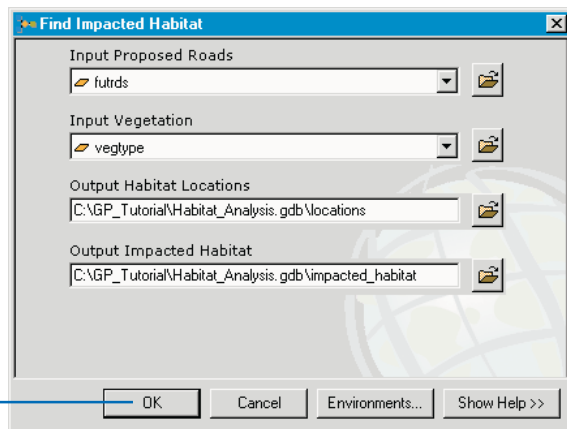 Find Impacted Habitat
Input Proposed Roads
futrds
Input Vegetation
vegtype
Output Habitat Locations
C:\GP_Tutorial\Habitat_Analysis.gdb\locations
Output Impacted Habitat
C:\GP_Tutorial\Habitat_Analysis.gdb\impacted_habitat
OK Cancel Environments... Show Help >>